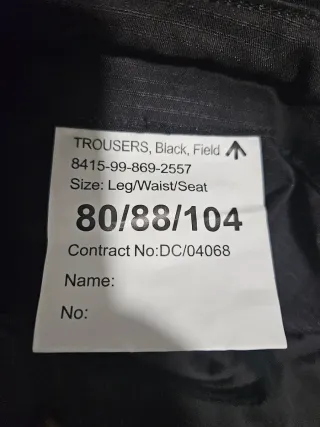 TROUSERS, Black, Field
8415-99-869-2557
Size: Leg/Waist/Seat
80/88/104
Contract No:DC/04068
Name:
No: